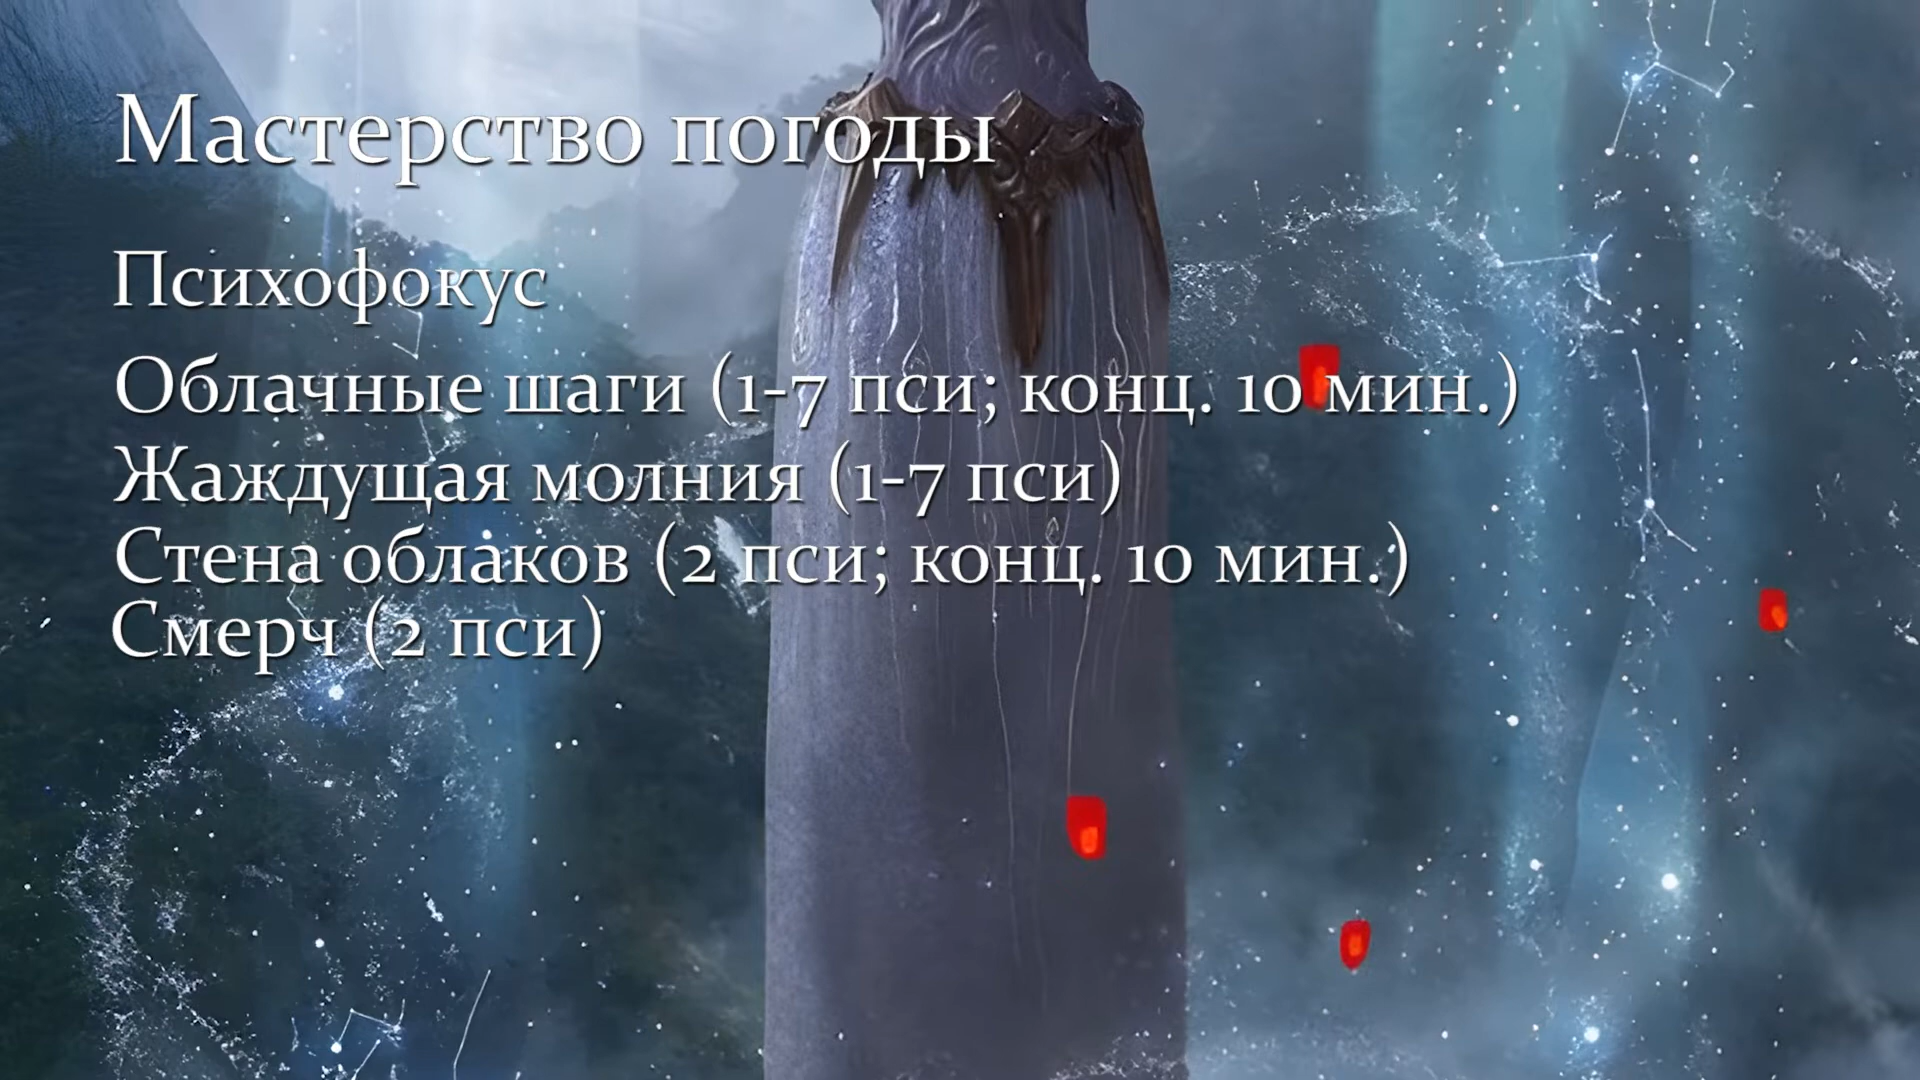 Мастерство погоды
Психофокус
Облачные шаги (1-7 пси; конц. 10 мин.)
Жаждущая молния (1-7 пси)
Стена облаков (2 пси; конц. 10 мин.)
Смерч (2 пси)